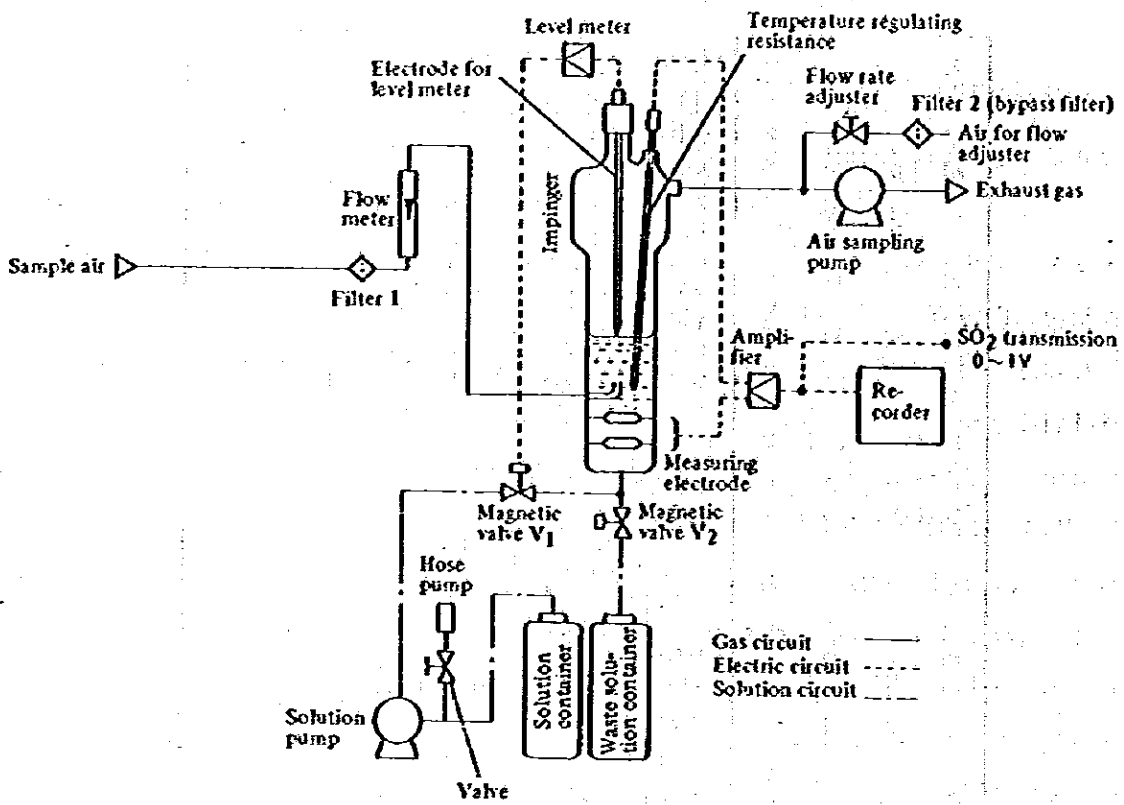 Level meter
Temperature regulating
resistance
Electrode for
level meter
Flow rate
adjuster
Filter 2 (bypass filter)
Air for flow
adjuster
Flow
meter
Impinger
Exhaust gas
Air sampling
pump
Sample air
Filter 1
Ampli-
fier
SO2 transmission
0 ~ 1V
Re-
corder
Measuring
electrode
Magnetic
valve V1
Magnetic
valve V2
Hose
pump
Solution
container
Waste solu-
tion container
Gas circuit
Electric circuit
Solution circuit
Solution
pump
Valve